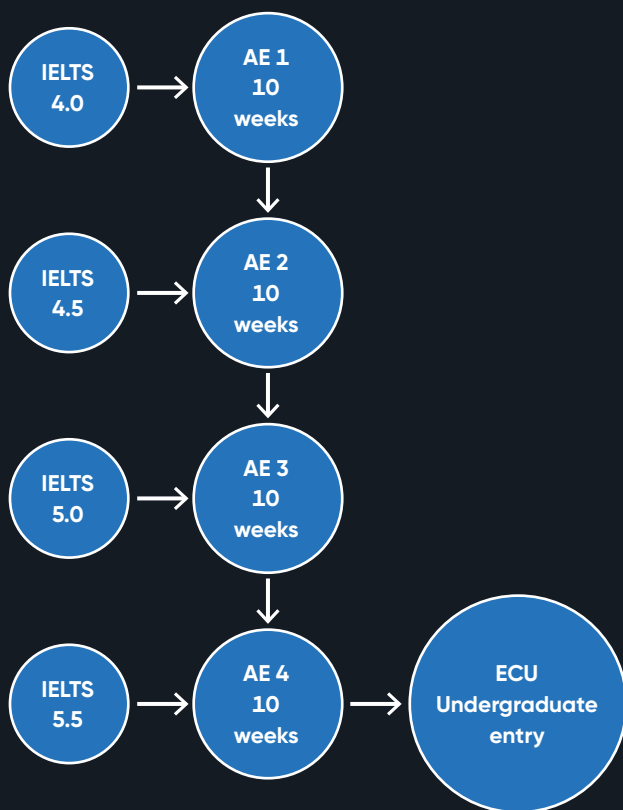 IELTS
4.0
AE 1
10
weeks
IELTS
4.5
AE 2
10
weeks
IELTS
5.0
AE 3
10
weeks
IELTS
5.5
AE 4
10
weeks
ECU
Undergraduate
entry